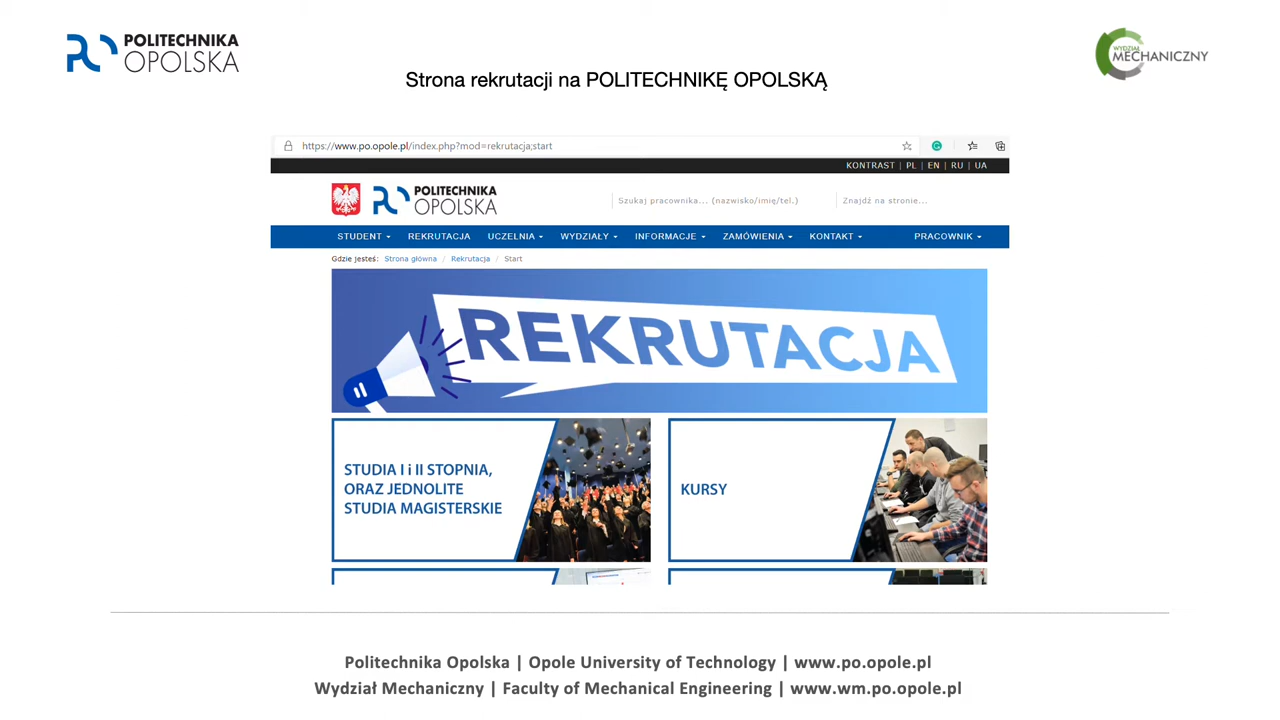 POLITECHNIKA
OPOLSKA
WYDZIAŁ
MECHANICZNY
Strona rekrutacji na POLITECHNIKĘ OPOLSKĄ
https://www.po.opole.pl/index.php?mod=rekrutacja;start
KONTRAST | PL | EN | RU | UA
POLITECHNIKA
OPOLSKA
Szukaj pracownika... (nazwisko/imię/tel.)
Znajdź na stronie...
STUDENT REKRUTACJA UCZELNIA WYDZIAŁY INFORMACJE ZAMÓWIENIA KONTAKT PRACOWNIK
Gdzie jesteś: Strona główna / Rekrutacja / Start
REKRUTACJA
STUDIA I i II STOPNIA,
ORAZ JEDNOLITE
STUDIA MAGISTERSKIE
KURSY
Politechnika Opolska | Opole University of Technology | www.po.opole.pl
Wydział Mechaniczny | Faculty of Mechanical Engineering | www.wm.po.opole.pl